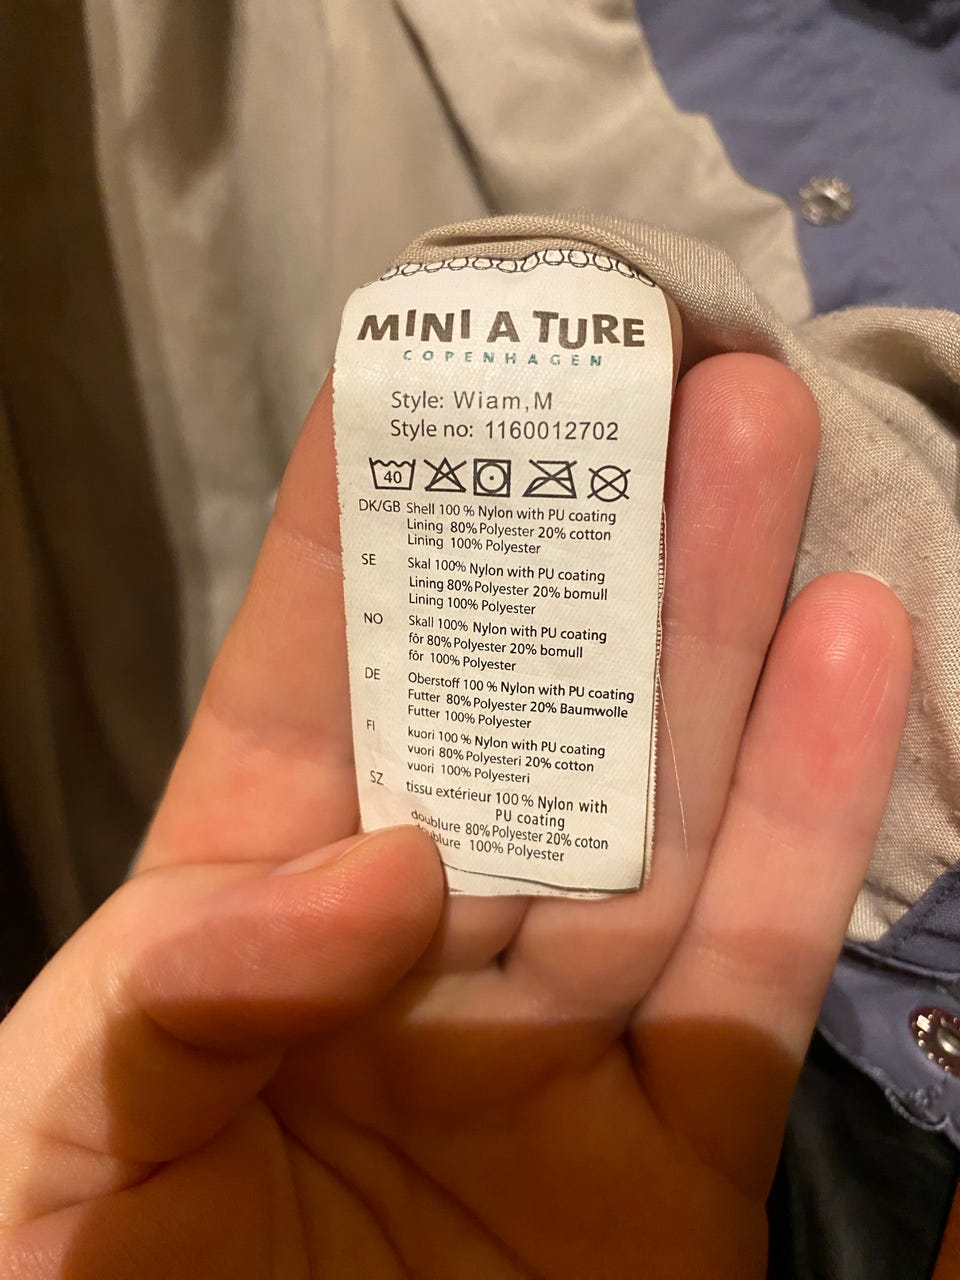 MINI A TURE
COPENHAGEN
Style: Wiam,M
Style no: 1160012702
40
DK/GB Shell 100 % Nylon with PU coating
Lining 80% Polyester 20% cotton
Lining 100% Polyester
SE Skal 100% Nylon with PU coating
Lining 80% Polyester 20% bomull
Lining 100% Polyester
NO Skall 100% Nylon with PU coating
fôr 80% Polyester 20% bomull
fôr 100% Polyester
DE Oberstoff 100 % Nylon with PU coating
Futter 80% Polyester 20% Baumwolle
Futter 100% Polyester
FI kuori 100 % Nylon with PU coating
vuori 80% Polyesteri 20% cotton
vuori 100% Polyesteri
SZ tissu extérieur 100 % Nylon with
PU coating
doublure 80% Polyester 20% coton
doublure 100% Polyester